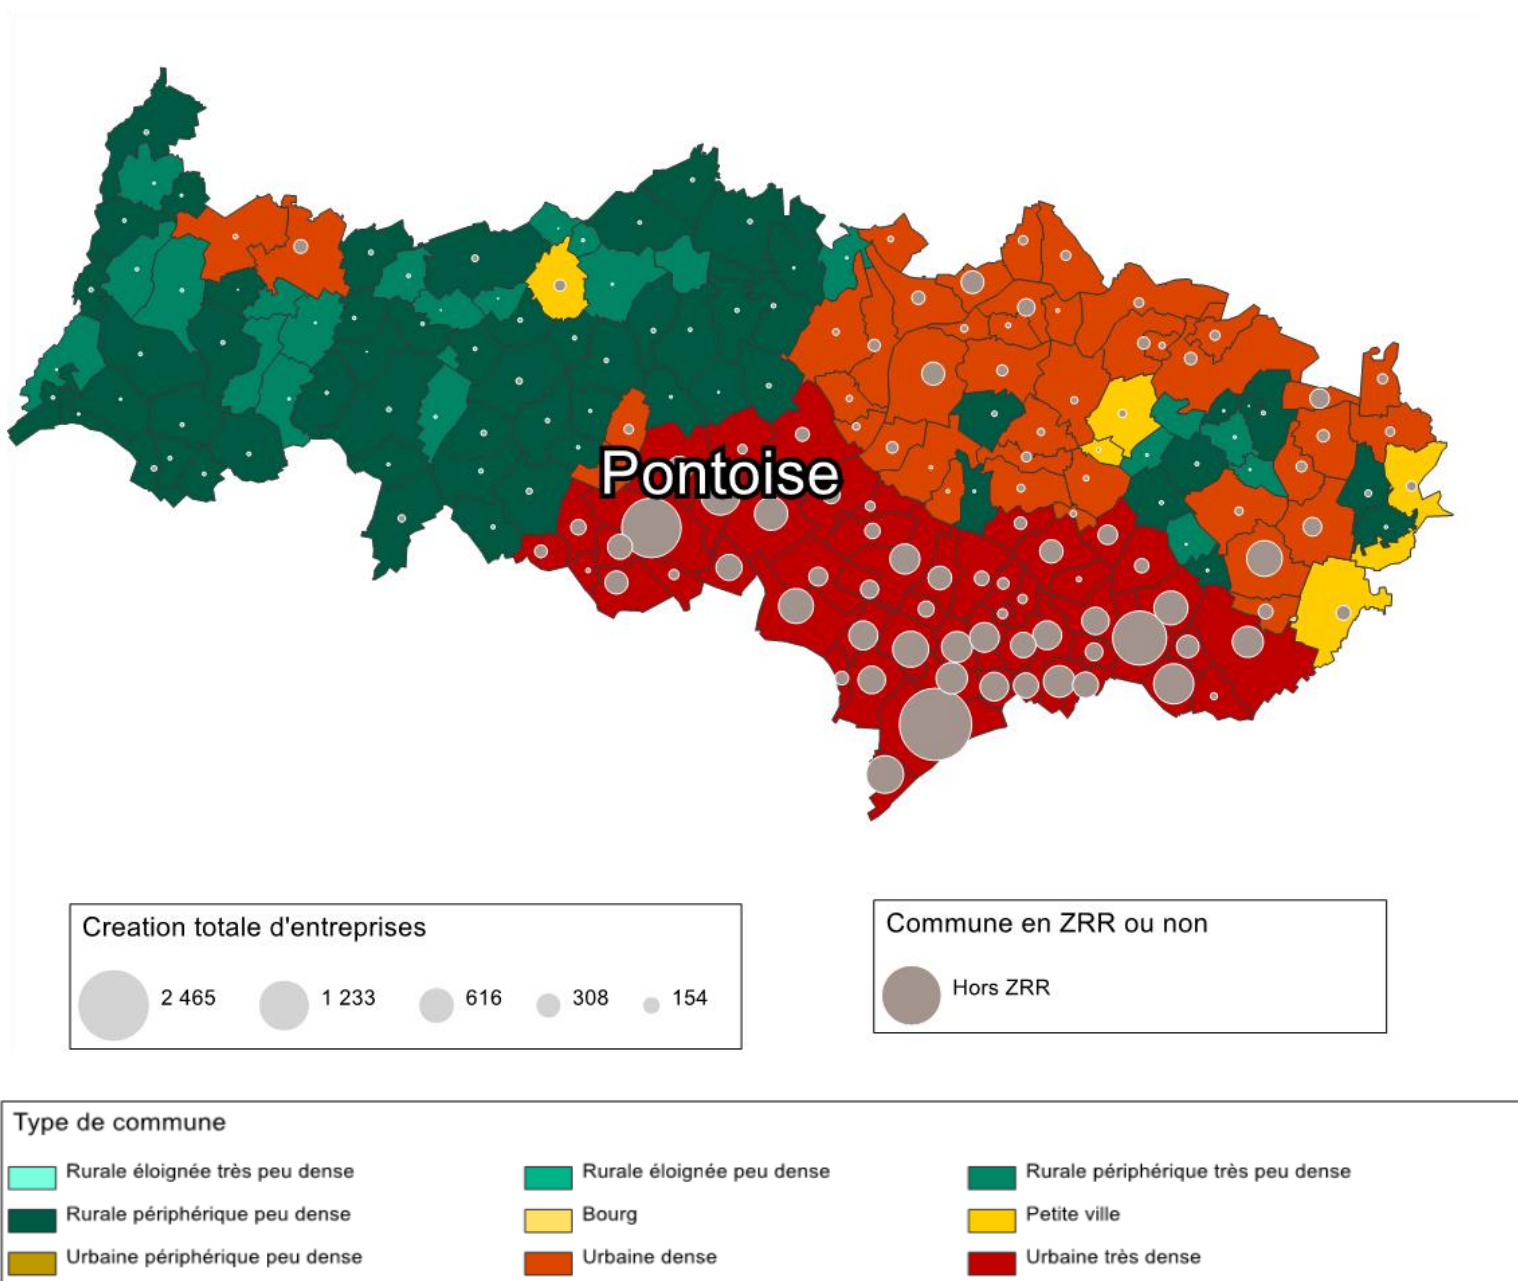 Pontoise
Creation totale d'entreprises
2 465 1 233 616 308 154
Commune en ZRR ou non
Hors ZRR
Type de commune
Rurale éloignée très peu dense Rurale éloignée peu dense Rurale périphérique très peu dense
Rurale périphérique peu dense Bourg Petite ville
Urbaine périphérique peu dense Urbaine dense Urbaine très dense